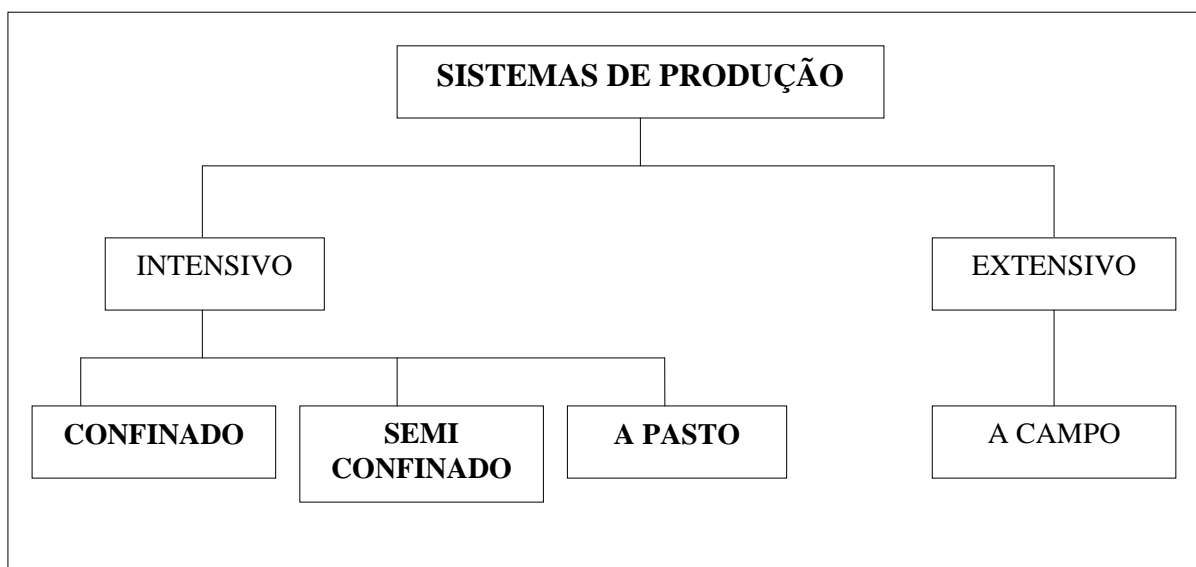 SISTEMAS DE PRODUÇÃO
INTENSIVO
EXTENSIVO
CONFINADO
SEMI
CONFINADO
A PASTO
A CAMPO